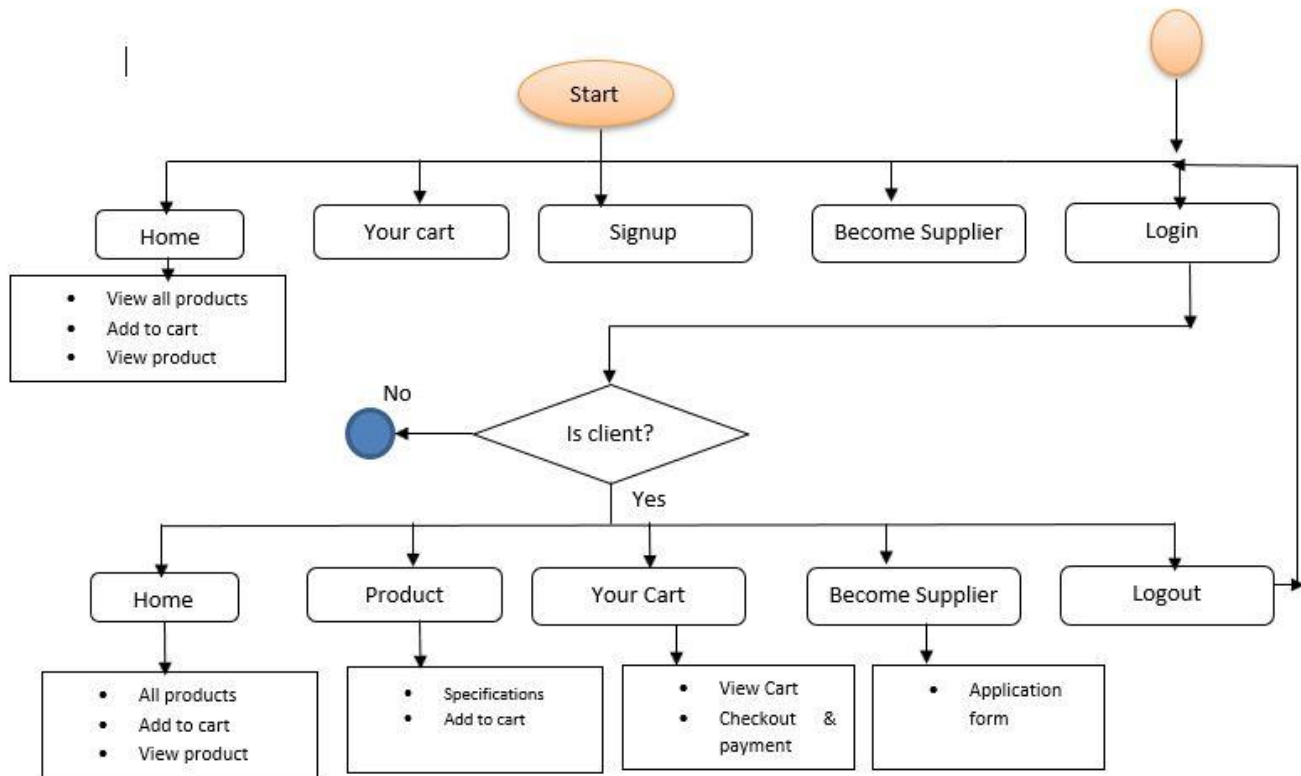 Start
Home
Your cart
Signup
Become Supplier
Login
• View all products
• Add to cart
• View product
No
Is client?
Yes
Home
Product
Your Cart
Become Supplier
Logout
• All products
• Add to cart
• View product
• Specifications
• Add to cart
• View Cart
• Checkout &
payment
• Application
form